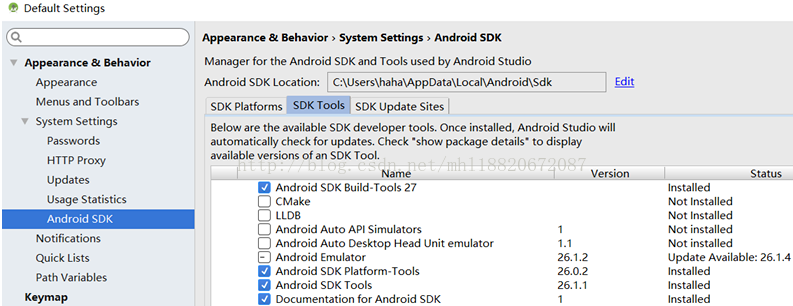 Default Settings
Appearance & Behavior › System Settings › Android SDK
Manager for the Android SDK and Tools used by Android Studio
Android SDK Location: C:\Users\haha\AppData\Local\Android\Sdk Edit
SDK Platforms SDK Tools SDK Update Sites
Below are the available SDK developer tools. Once installed, Android Studio will
automatically check for updates. Check "show package details" to
display available versions of an SDK Tool.
http://blog.csdn.net/mhl18820672087
Name Version Status
Android SDK Build-Tools 27 Installed
CMake Not Installed
LLDB Not Installed
Android Auto API Simulators 1 Not installed
Android Auto Desktop Head Unit emulator 1.1 Not installed
Android Emulator 26.1.2 Update Available: 26.1.4
Android SDK Platform-Tools 26.0.2 Installed
Android SDK Tools 26.1.1 Installed
Documentation for Android SDK 1 Installed
Appearance & Behavior
Appearance
Menus and Toolbars
System Settings
Passwords
HTTP Proxy
Updates
Usage Statistics
Android SDK
Notifications
Quick Lists
Path Variables
Keymap